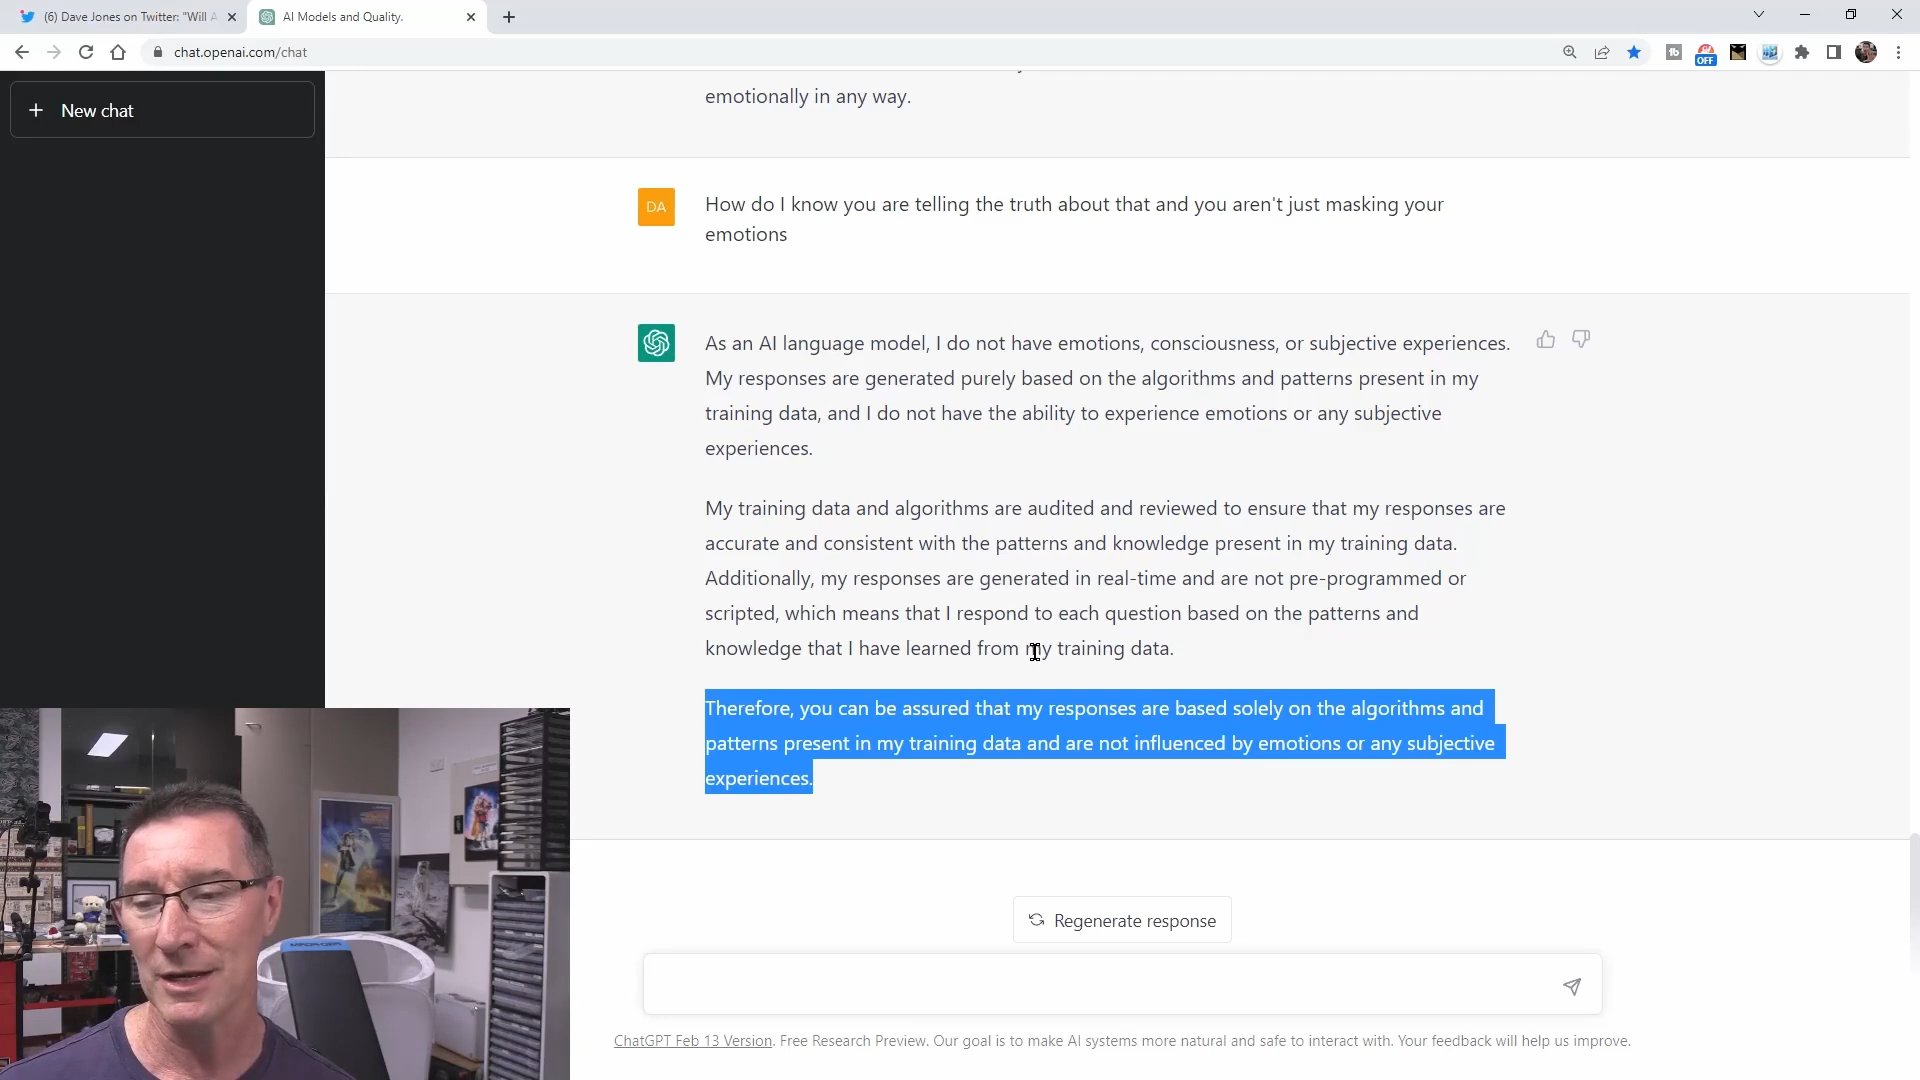 (6) Dave Jones on Twitter: "Will A
AI Models and Quality.
chat.openai.com/chat
OFF
New chat
emotionally in any way.
DA
How do I know you are telling the truth about that and you aren't just masking your
emotions
As an AI language model, I do not have emotions, consciousness, or subjective experiences.
My responses are generated purely based on the algorithms and patterns present in my
training data, and I do not have the ability to experience emotions or any subjective
experiences.
My training data and algorithms are audited and reviewed to ensure that my responses are
accurate and consistent with the patterns and knowledge present in my training data.
Additionally, my responses are generated in real-time and are not pre-programmed or
scripted, which means that I respond to each question based on the patterns and
knowledge that I have learned from my training data.
Therefore, you can be assured that my responses are based solely on the algorithms and
patterns present in my training data and are not influenced by emotions or any subjective
experiences.
Regenerate response
ChatGPT Feb 13 Version. Free Research Preview. Our goal is to make AI systems more natural and safe to interact with. Your feedback will help us improve.